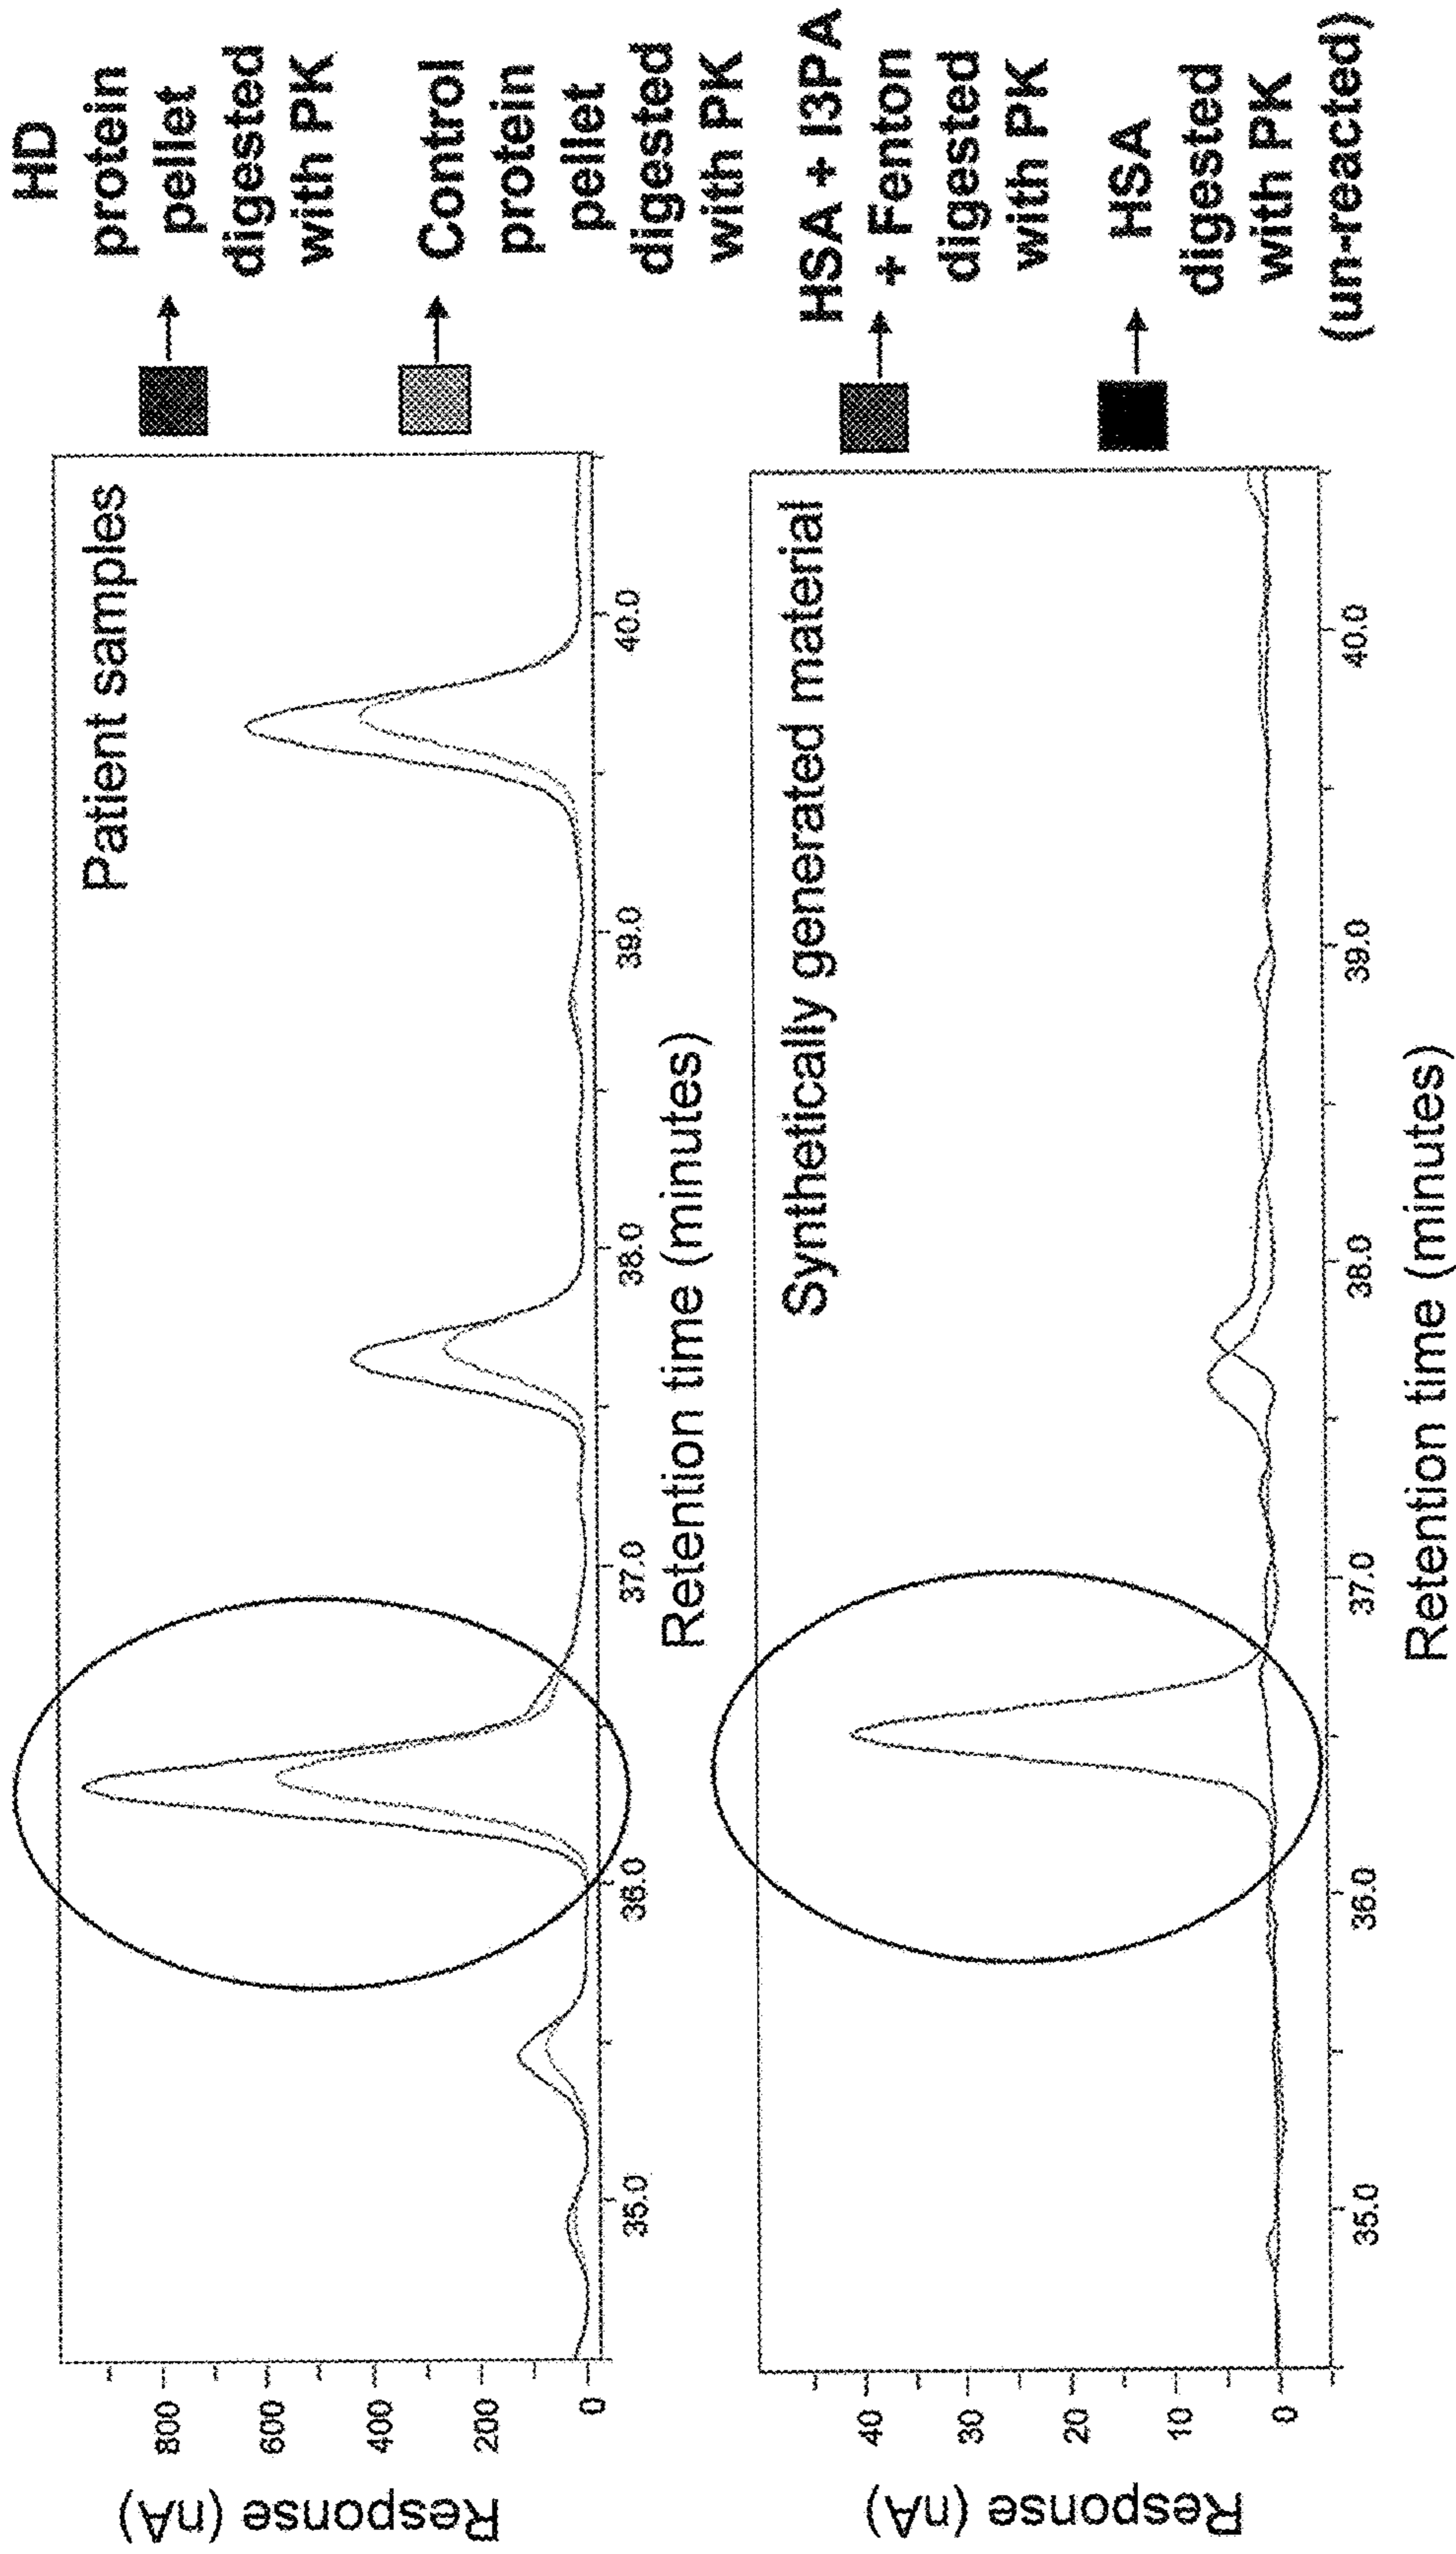 Response (nA)
800
600
400
200
0
Patient samples
35.0
36.0
37.0
38.0
39.0
40.0
Retention time (minutes)
HD
protein
pellet
digested
with PK
Control
protein
pellet
digested
with PK
Response (nA)
40
30
20
10
0
Synthetically generated material
35.0
36.0
37.0
38.0
39.0
40.0
Retention time (minutes)
HSA + I3PA
+ Fenton
digested
with PK
HSA
digested
with PK
(un-reacted)